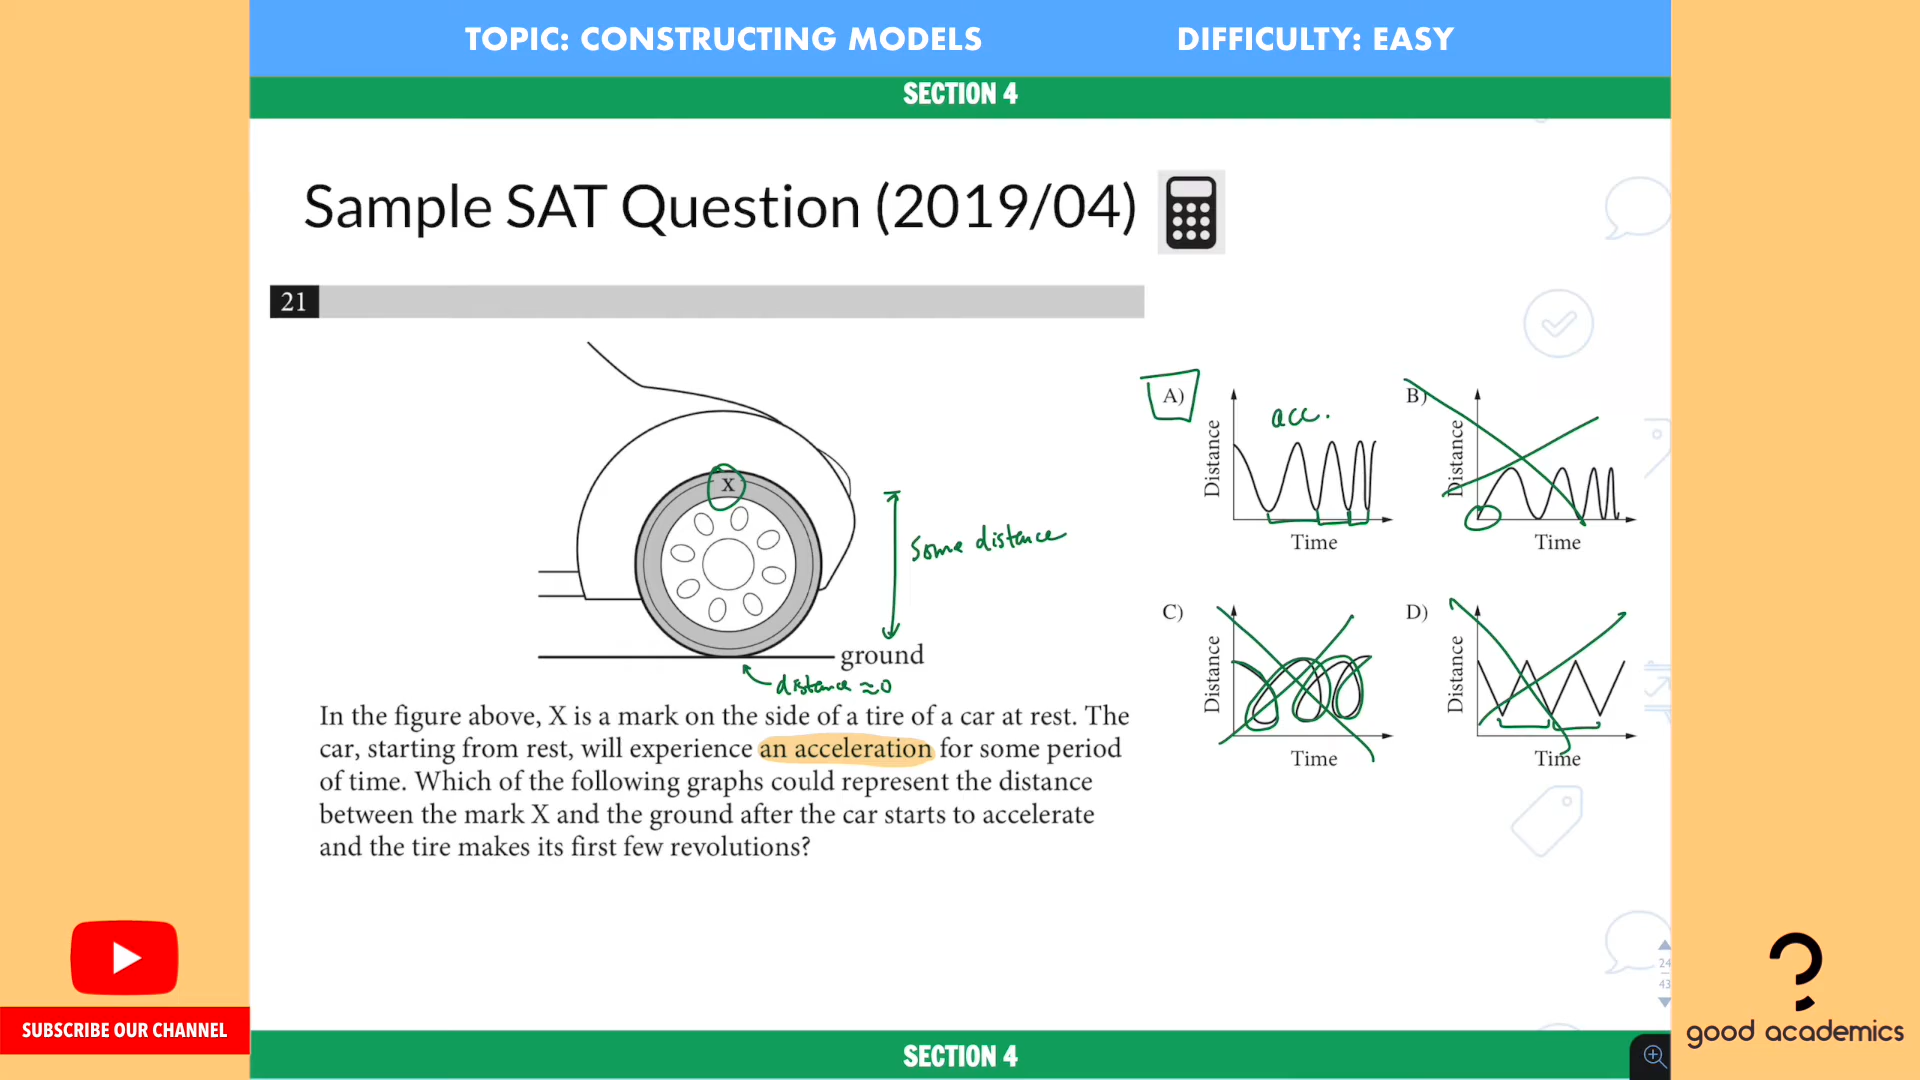 TOPIC: CONSTRUCTING MODELS DIFFICULTY: EASY
SECTION 4
Sample SAT Question (2019/04)
21
X
some distance
ground
distance ≈0
In the figure above, X is a mark on the side of a tire of a car at rest. The
car, starting from rest, will experience an acceleration for some period
of time. Which of the following graphs could represent the distance
between the mark X and the ground after the car starts to accelerate
and the tire makes its first few revolutions?
A)
acc.
Distance
Time
B)
Distance
Time
C)
Distance
Time
D)
Distance
Time
24
43
SUBSCRIBE OUR CHANNEL
good academics
SECTION 4